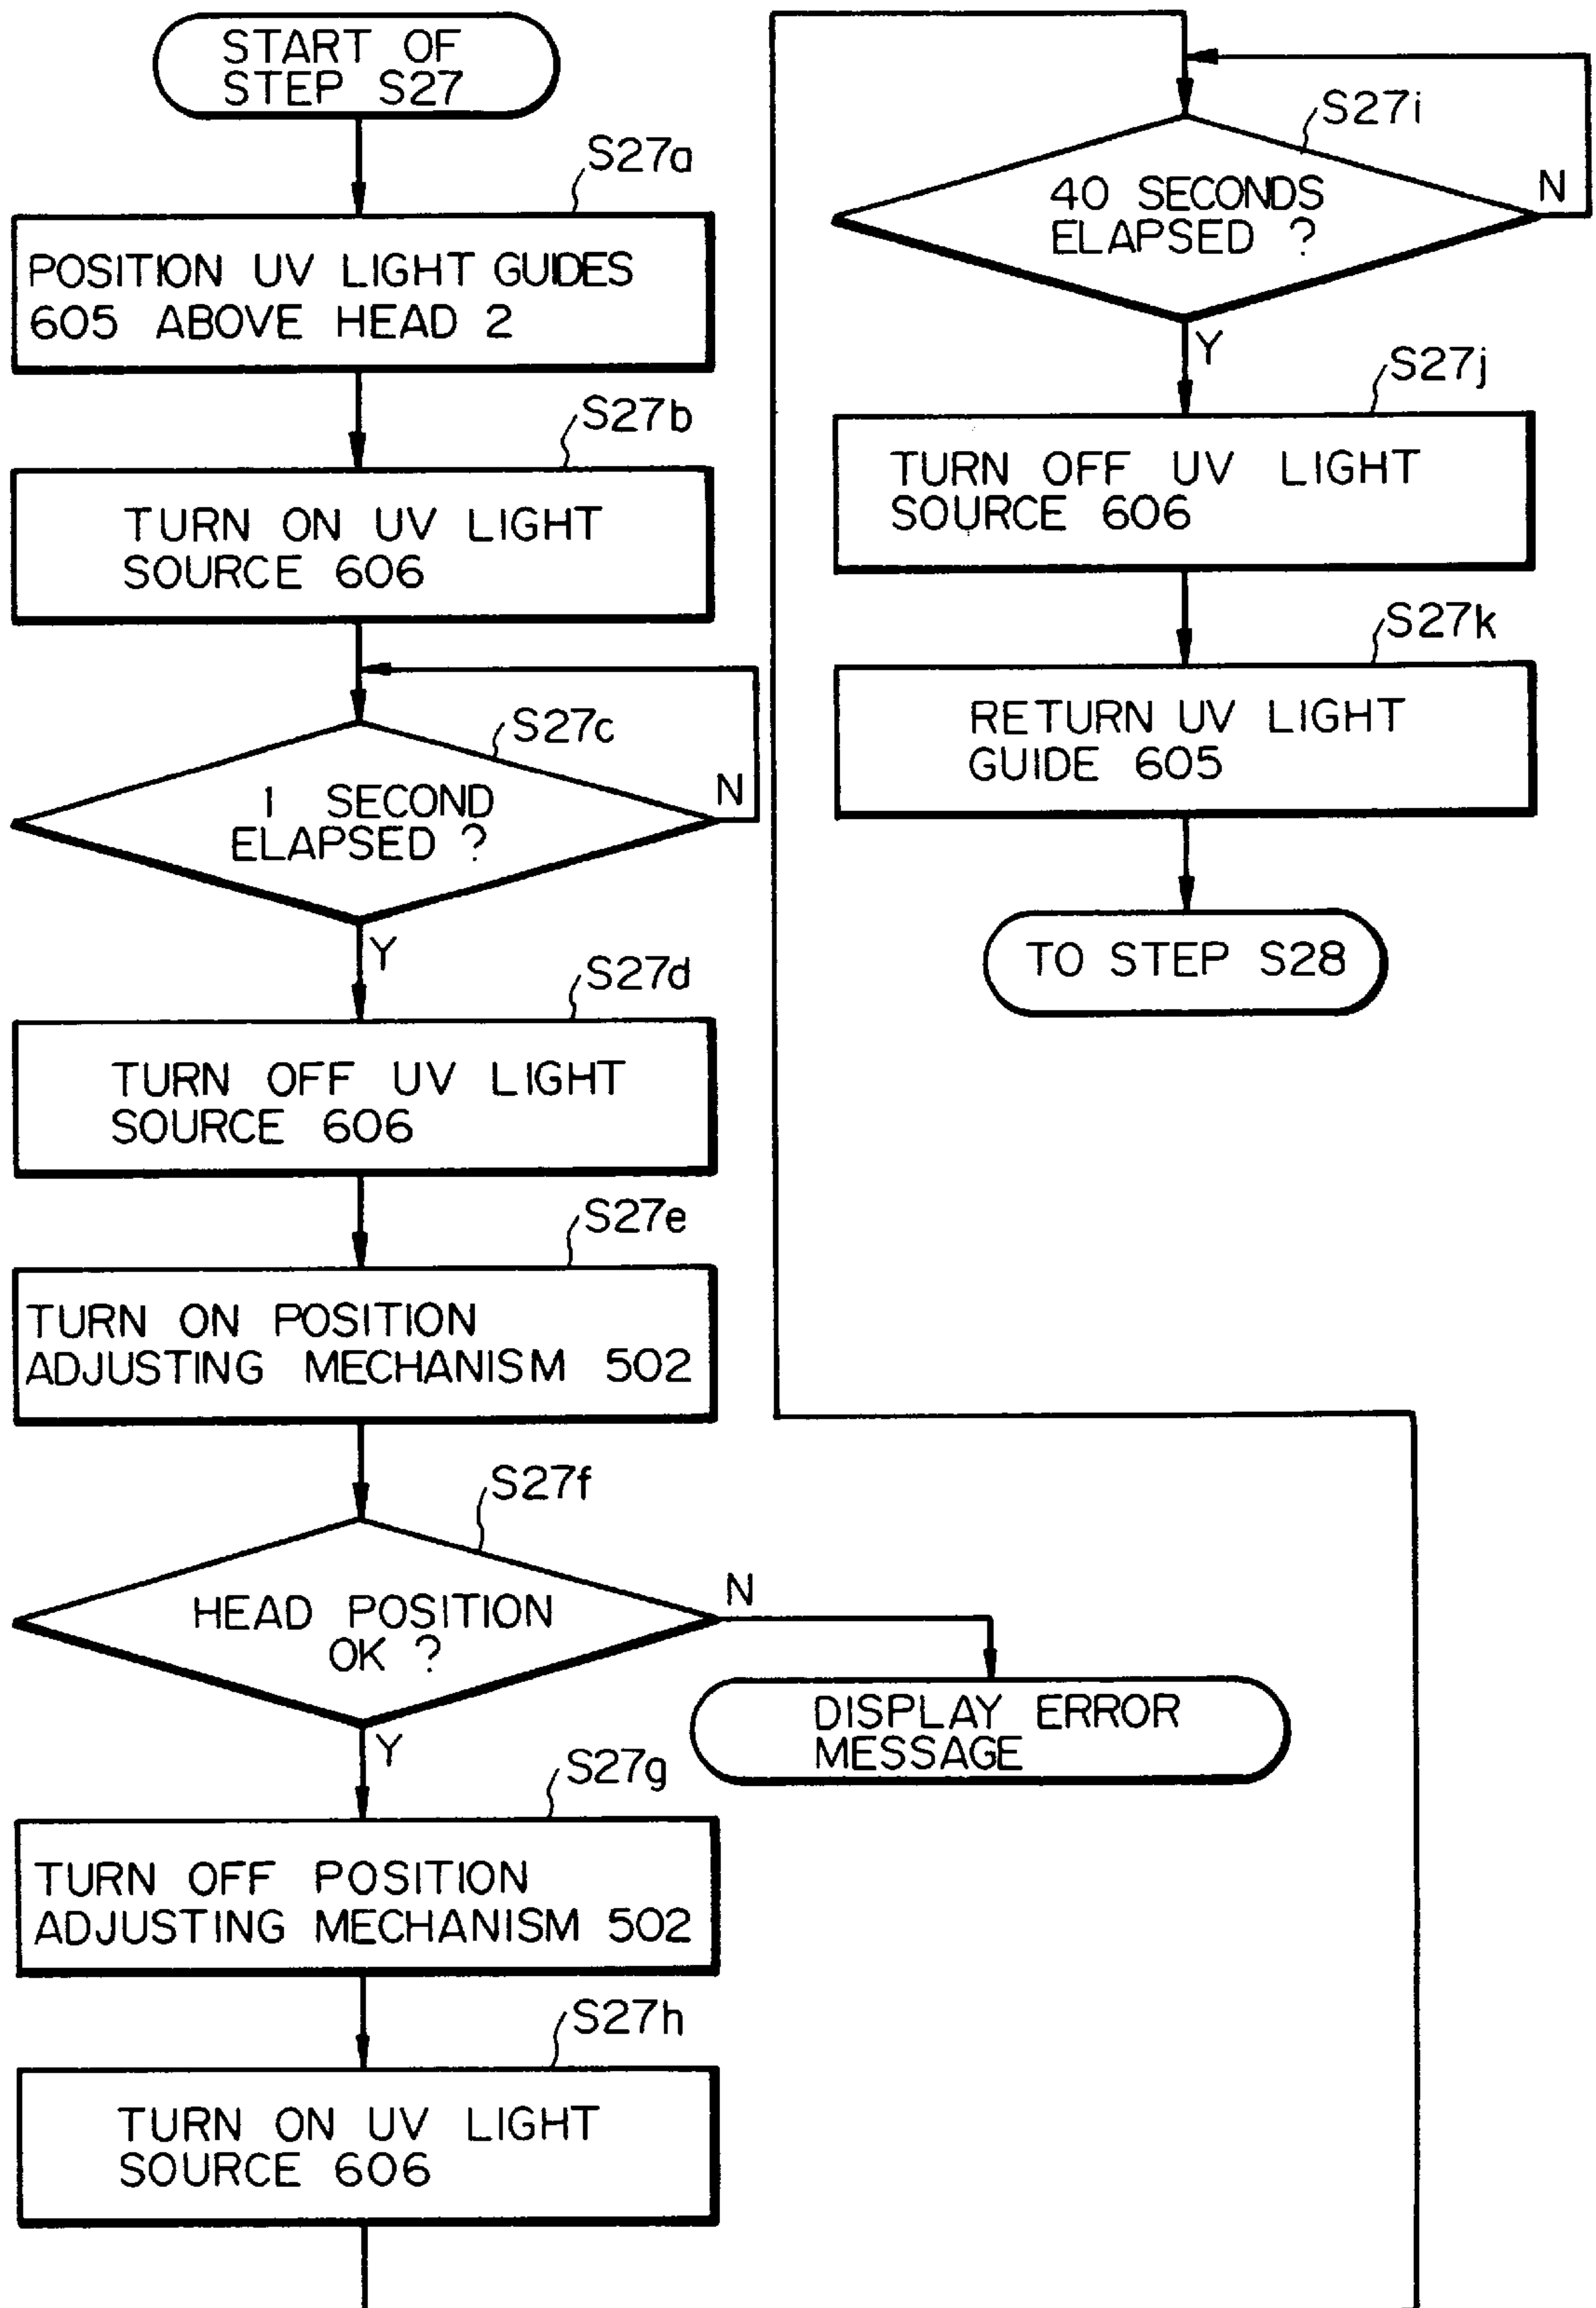 START OF
STEP S27
S27a
POSITION UV LIGHT GUIDES
605 ABOVE HEAD 2
S27b
TURN ON UV LIGHT
SOURCE 606
S27c
1 SECOND
ELAPSED ?
N
Y
S27d
TURN OFF UV LIGHT
SOURCE 606
S27e
TURN ON POSITION
ADJUSTING MECHANISM 502
S27f
HEAD POSITION
OK ?
N
DISPLAY ERROR
MESSAGE
Y
S27g
TURN OFF POSITION
ADJUSTING MECHANISM 502
S27h
TURN ON UV LIGHT
SOURCE 606
S27i
40 SECONDS
ELAPSED ?
N
Y
S27j
TURN OFF UV LIGHT
SOURCE 606
S27k
RETURN UV LIGHT
GUIDE 605
TO STEP S28